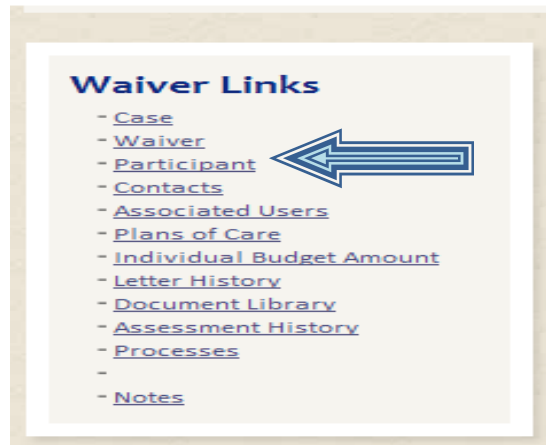 Waiver Links
- Case
- Waiver
- Participant
- Contacts
- Associated Users
- Plans of Care
- Individual Budget Amount
- Letter History
- Document Library
- Assessment History
- Processes
-
- Notes